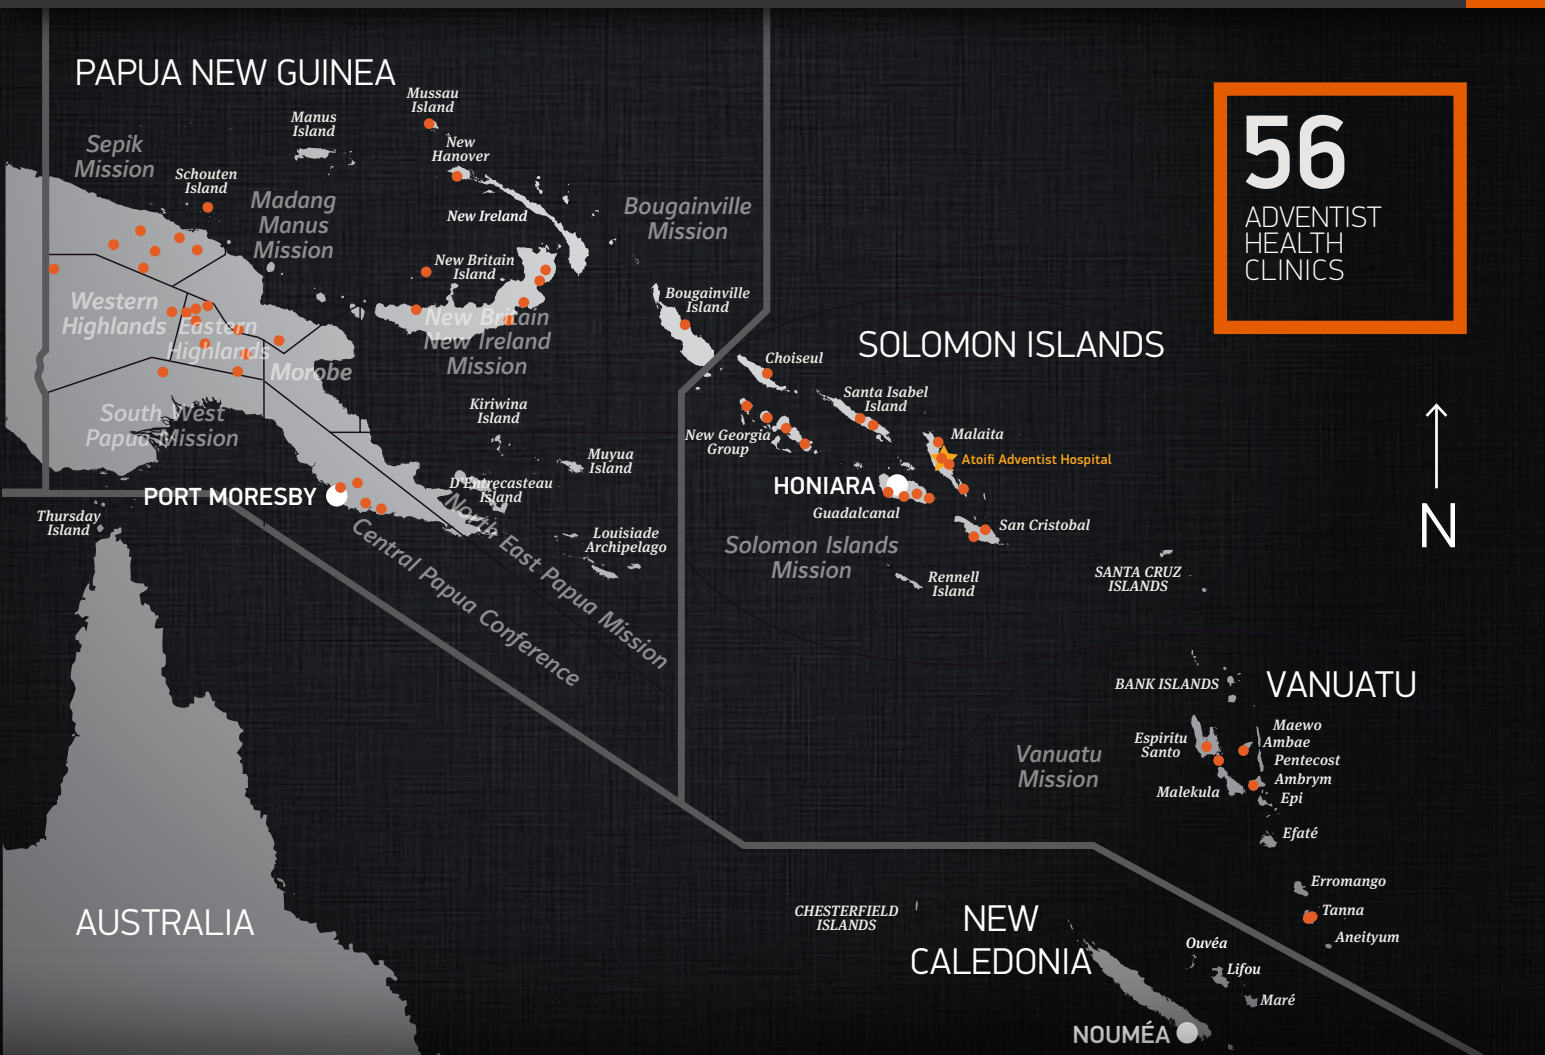 PAPUA NEW GUINEA
Mussau
Island
Manus
Island
New
Hanover
Sepik
Mission
Schouten
Island
Madang
Manus
Mission
New Ireland
Bougainville
Mission
New Britain
Island
Bougainville
Island
Western
Highlands
Eastern
Highlands
New Britain
New Ireland
Mission
Morobe
South West
Papua Mission
Kiriwina
Island
Muyua
Island
D'Entrecasteau
Island
PORT MORESBY
Thursday
Island
Louisiade
Archipelago
North East Papua Mission
Central Papua Conference
AUSTRALIA
56
ADVENTIST
HEALTH
CLINICS
SOLOMON ISLANDS
Choiseul
Santa Isabel
Island
New Georgia
Group
Malaita
Atoifi Adventist Hospital
HONIARA
Guadalcanal
San Cristobal
Solomon Islands
Mission
Rennell
Island
SANTA CRUZ
ISLANDS
N
BANK ISLANDS
VANUATU
Maewo
Espiritu
Santo
Ambae
Pentecost
Vanuatu
Mission
Ambrym
Malekula
Epi
Efaté
Erromango
Tanna
Aneityum
CHESTERFIELD
ISLANDS
NEW
CALEDONIA
Ouvéa
Lifou
Maré
NOUMÉA